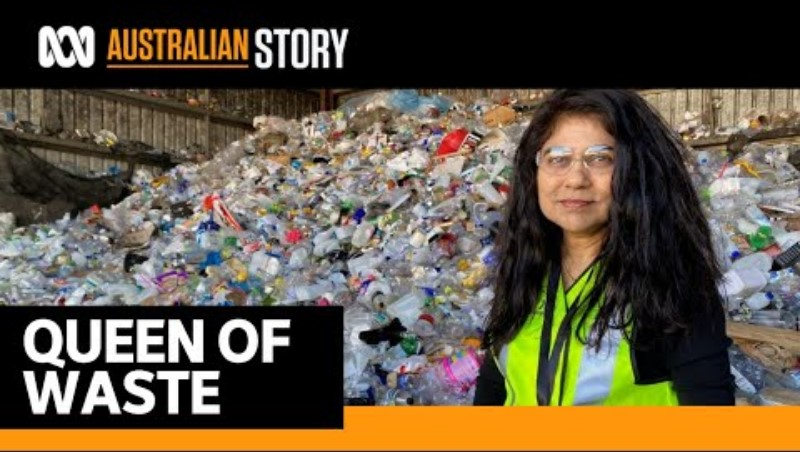 AUSTRALIAN STORY
QUEEN OF
WASTE